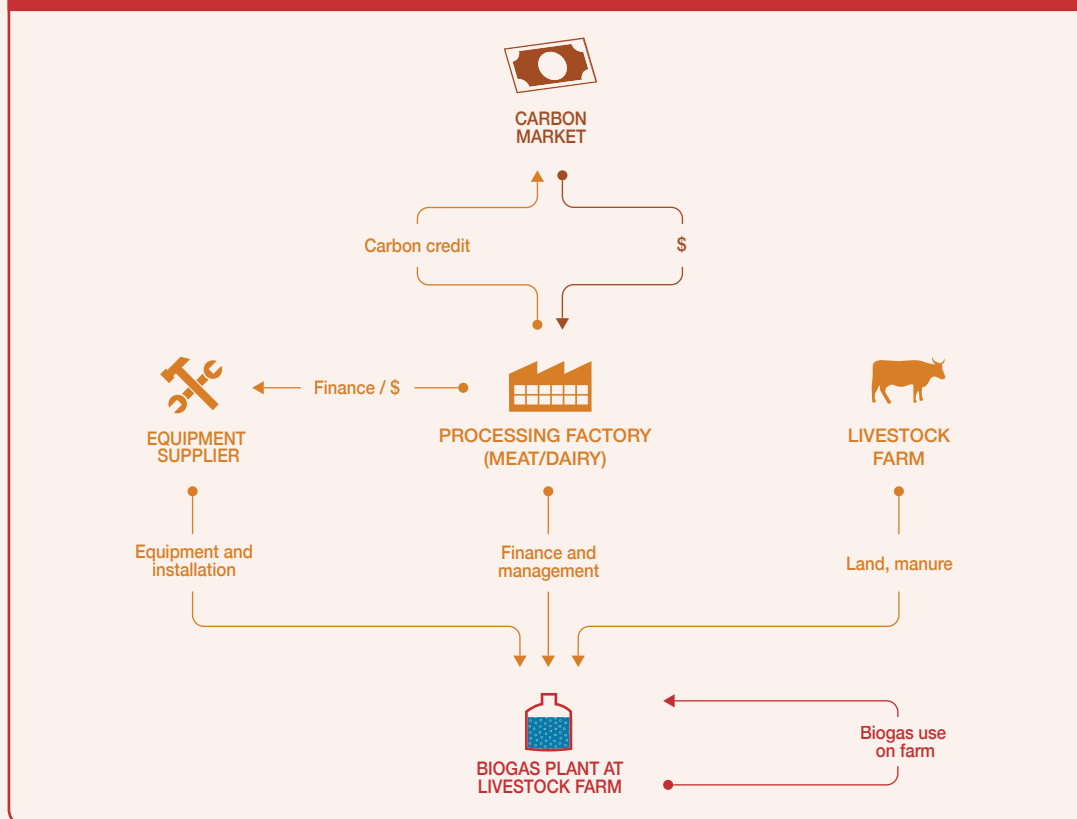 CARBON
MARKET
Carbon credit
$
Finance / $
EQUIPMENT
SUPPLIER
PROCESSING FACTORY
(MEAT/DAIRY)
LIVESTOCK
FARM
Equipment and
installation
Finance and
management
Land, manure
Biogas use
on farm
BIOGAS PLANT AT
LIVESTOCK FARM